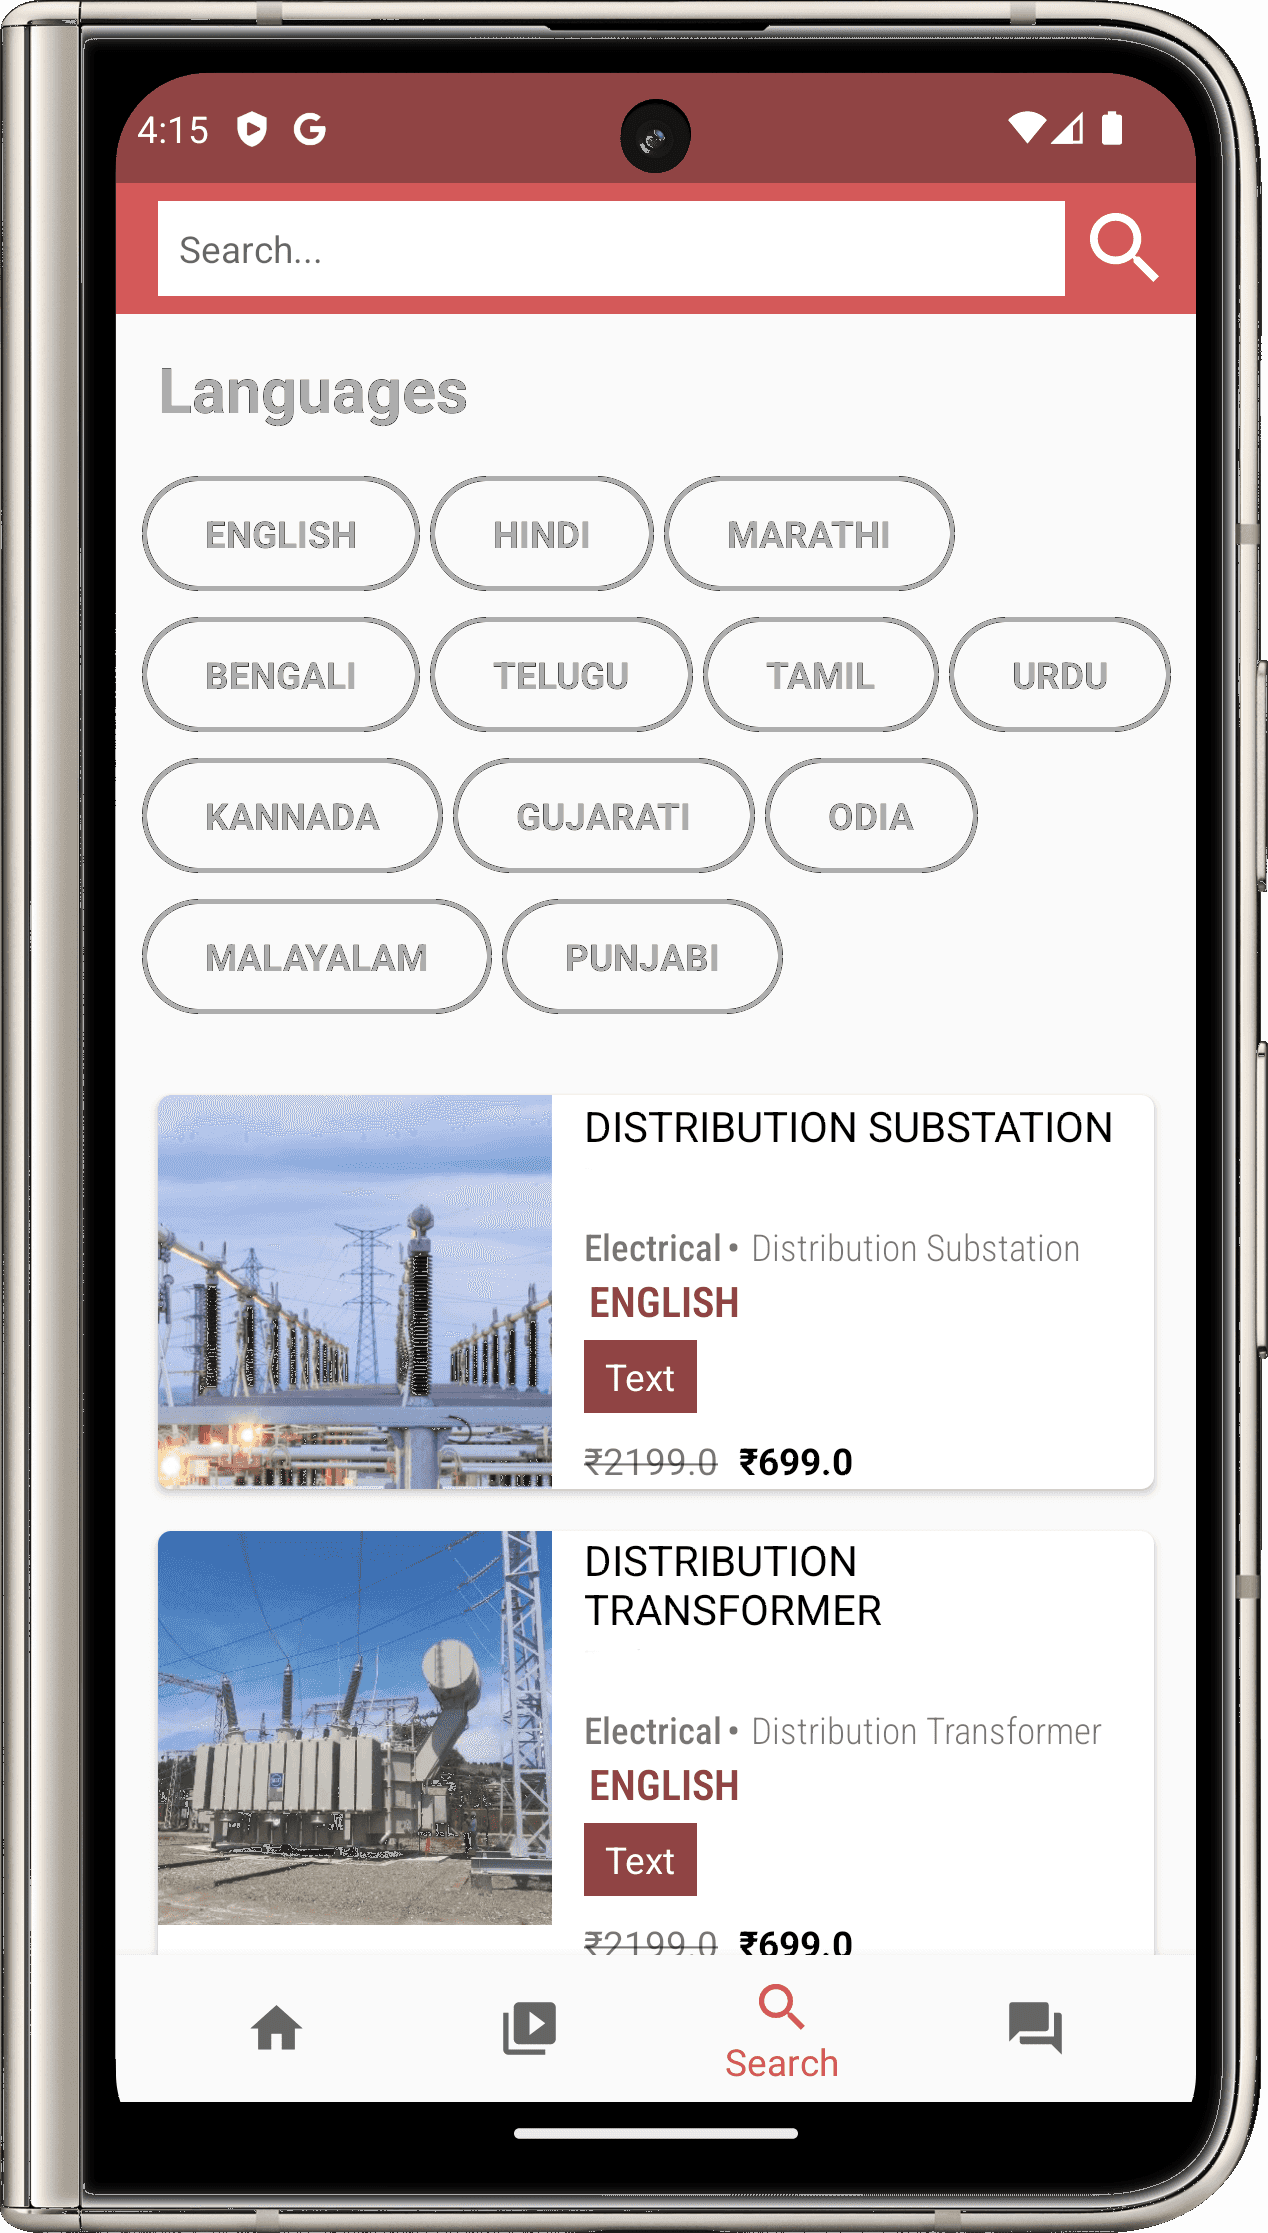 4:15
Search...
Languages
ENGLISH HINDI MARATHI
BENGALI TELUGU TAMIL URDU
KANNADA GUJARATI ODIA
MALAYALAM PUNJABI
DISTRIBUTION SUBSTATION
Electrical • Distribution Substation
ENGLISH
Text
₹2199.0 ₹699.0
DISTRIBUTION
TRANSFORMER
Electrical • Distribution Transformer
ENGLISH
Text
₹2199.0 ₹699.0
Search